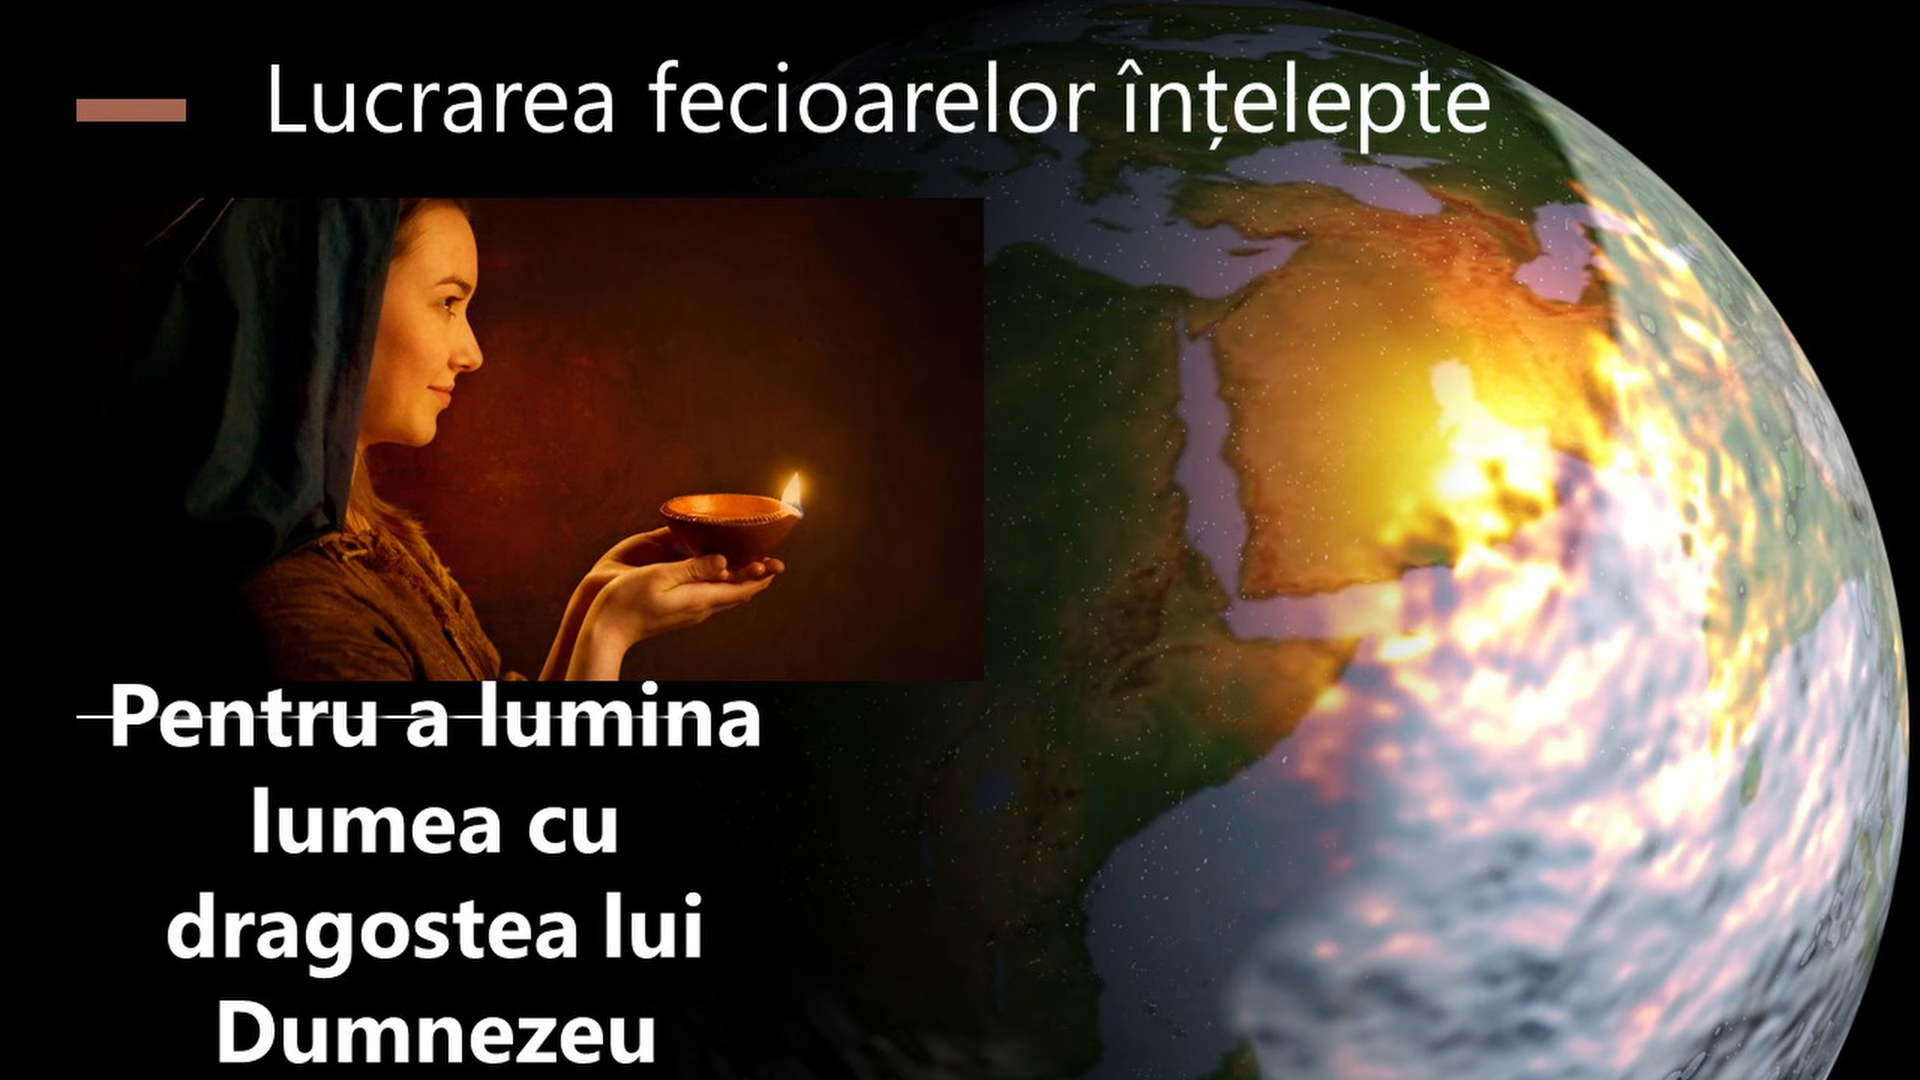 Lucrarea fecioarelor înțelepte
Pentru a lumina
lumea cu
dragostea lui
Dumnezeu